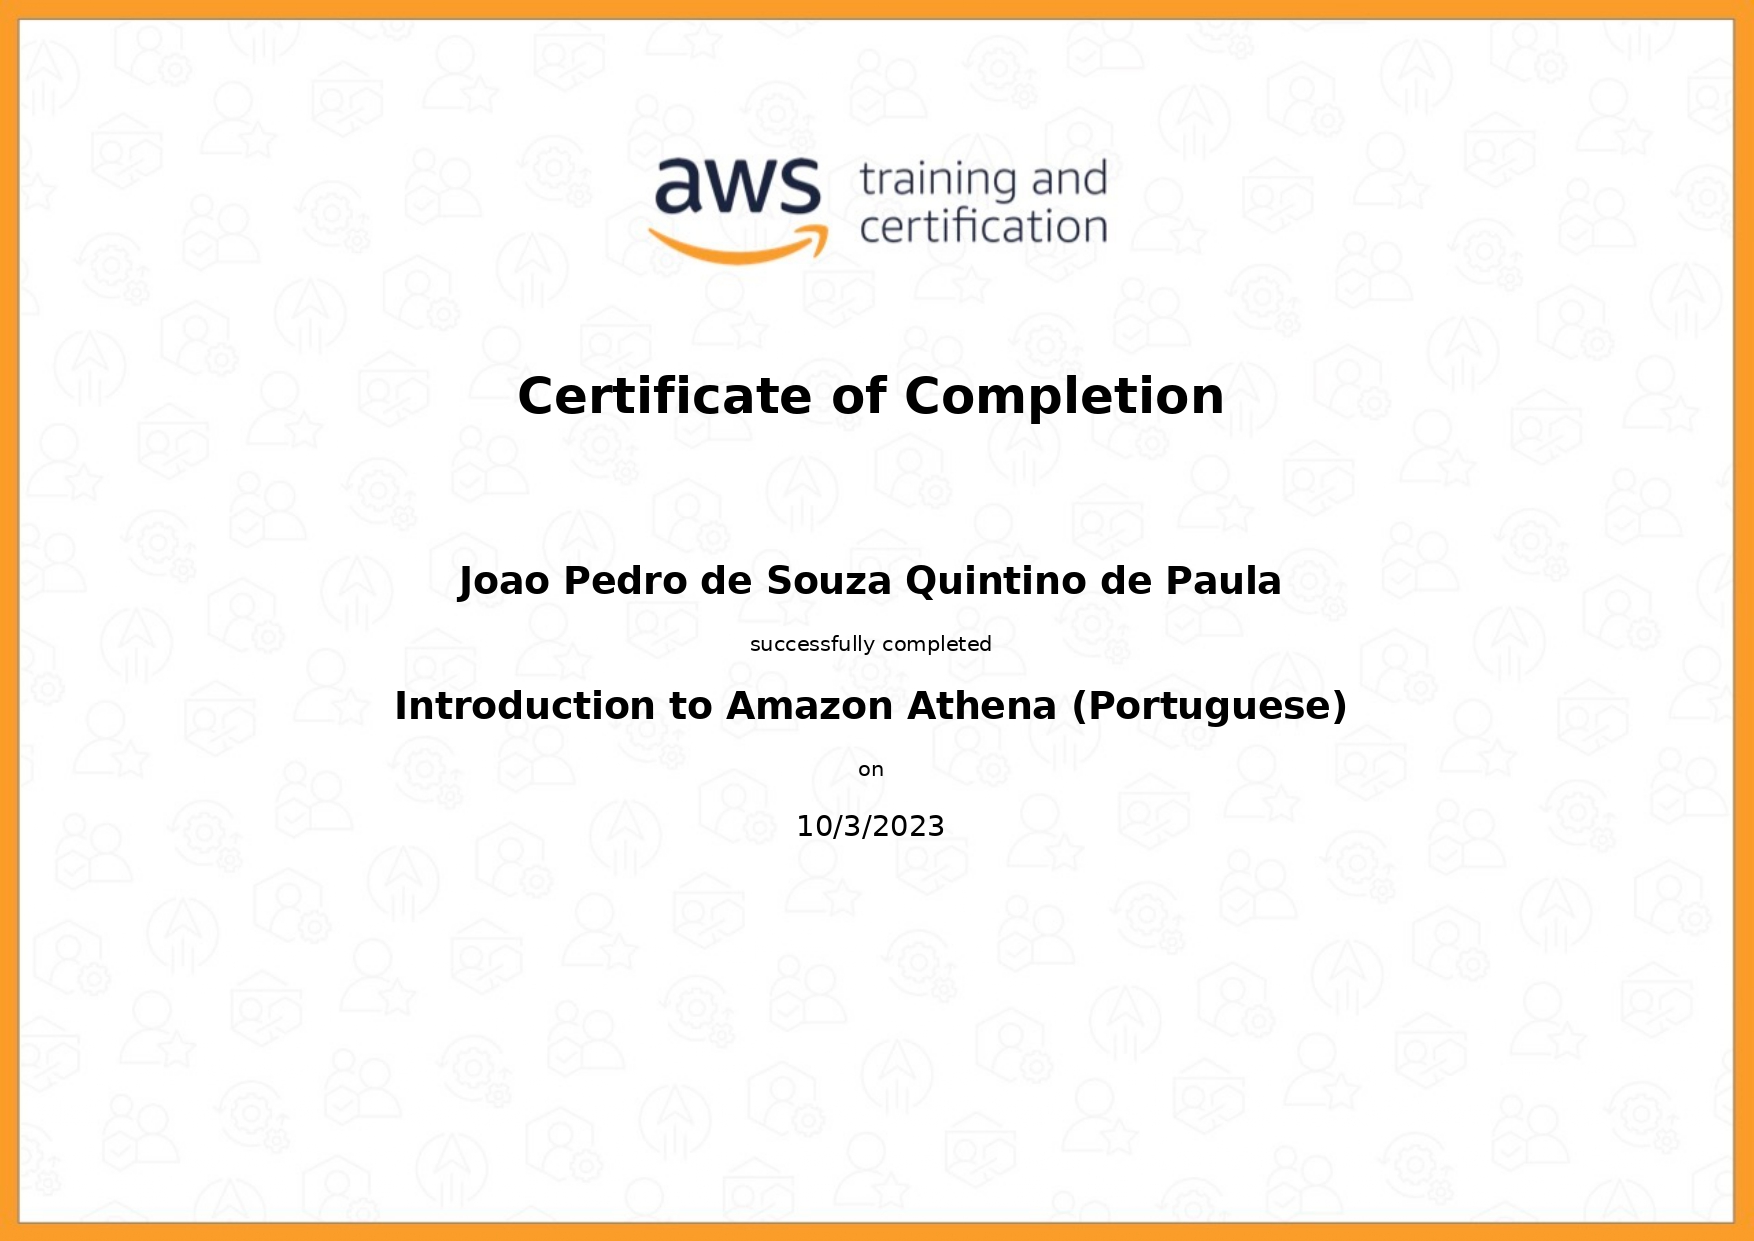 aws training and
certification
Certificate of Completion
Joao Pedro de Souza Quintino de Paula
successfully completed
Introduction to Amazon Athena (Portuguese)
on
10/3/2023